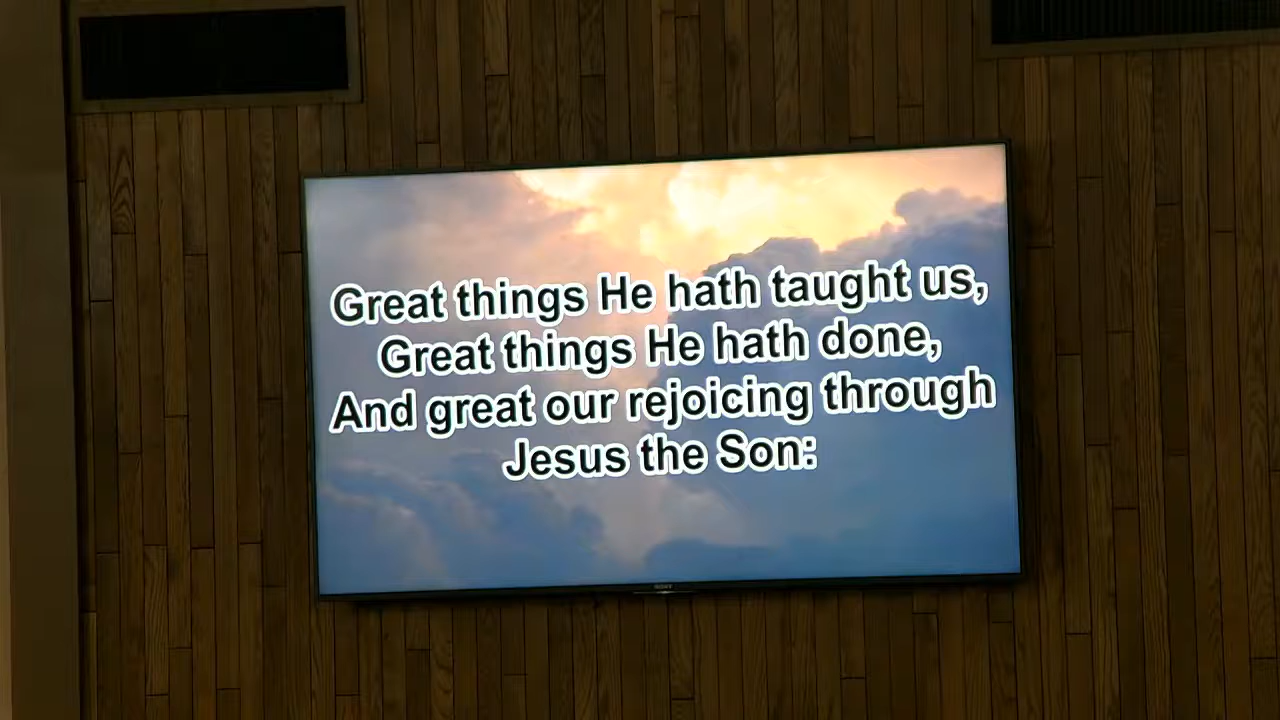 Great things He hath taught us,
Great things He hath done,
And great our rejoicing through
Jesus the Son:
SONY